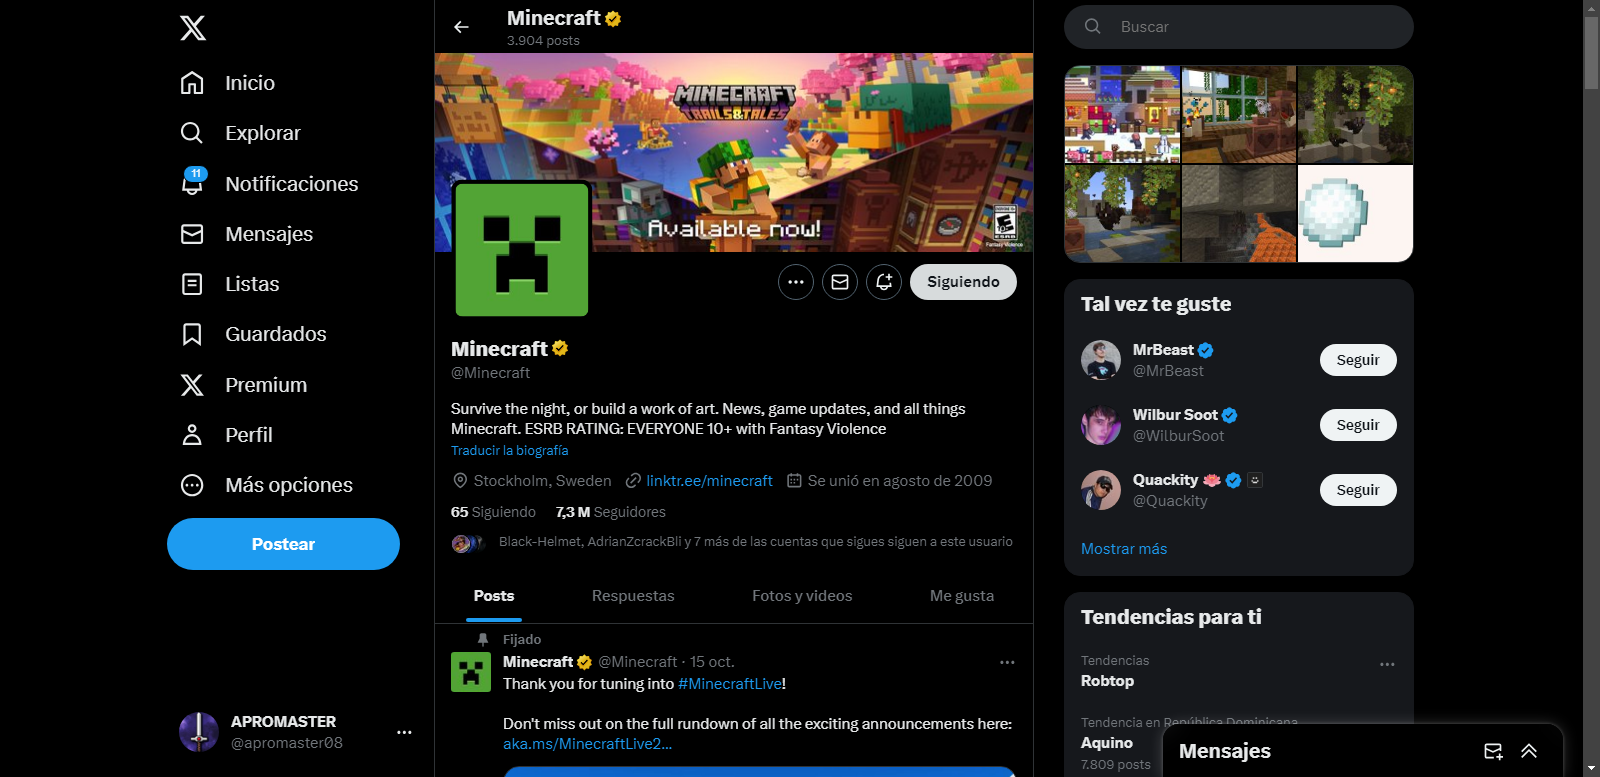 Inicio
Explorar
11
Notificaciones
Mensajes
Listas
Guardados
Premium
Perfil
Más opciones
Postear
APROMASTER
@apromaster08
Minecraft
3.904 posts
MINECRAFT
TRAILS&TALES
Available now!
E
ESRB
Fantasy Violence
Siguiendo
Minecraft
@Minecraft
Survive the night, or build a work of art. News, game updates, and all things
Minecraft. ESRB RATING: EVERYONE 10+ with Fantasy Violence
Traducir la biografía
Stockholm, Sweden linktr.ee/minecraft Se unió en agosto de 2009
65 Siguiendo 7,3 M Seguidores
Black-Helmet, AdrianZcrackBli y 7 más de las cuentas que sigues siguen a este usuario
Posts Respuestas Fotos y videos Me gusta
Fijado
Minecraft @Minecraft · 15 oct.
Thank you for tuning into #MinecraftLive!
Don't miss out on the full rundown of all the exciting announcements here:
aka.ms/MinecraftLive2...
Buscar
Tal vez te guste
MrBeast
@MrBeast
Seguir
Wilbur Soot
@WilburSoot
Seguir
Quackity
@Quackity
Seguir
Mostrar más
Tendencias para ti
Tendencias
Robtop
Tendencia en República Dominicana
Aquino
7.809 posts
Mensajes